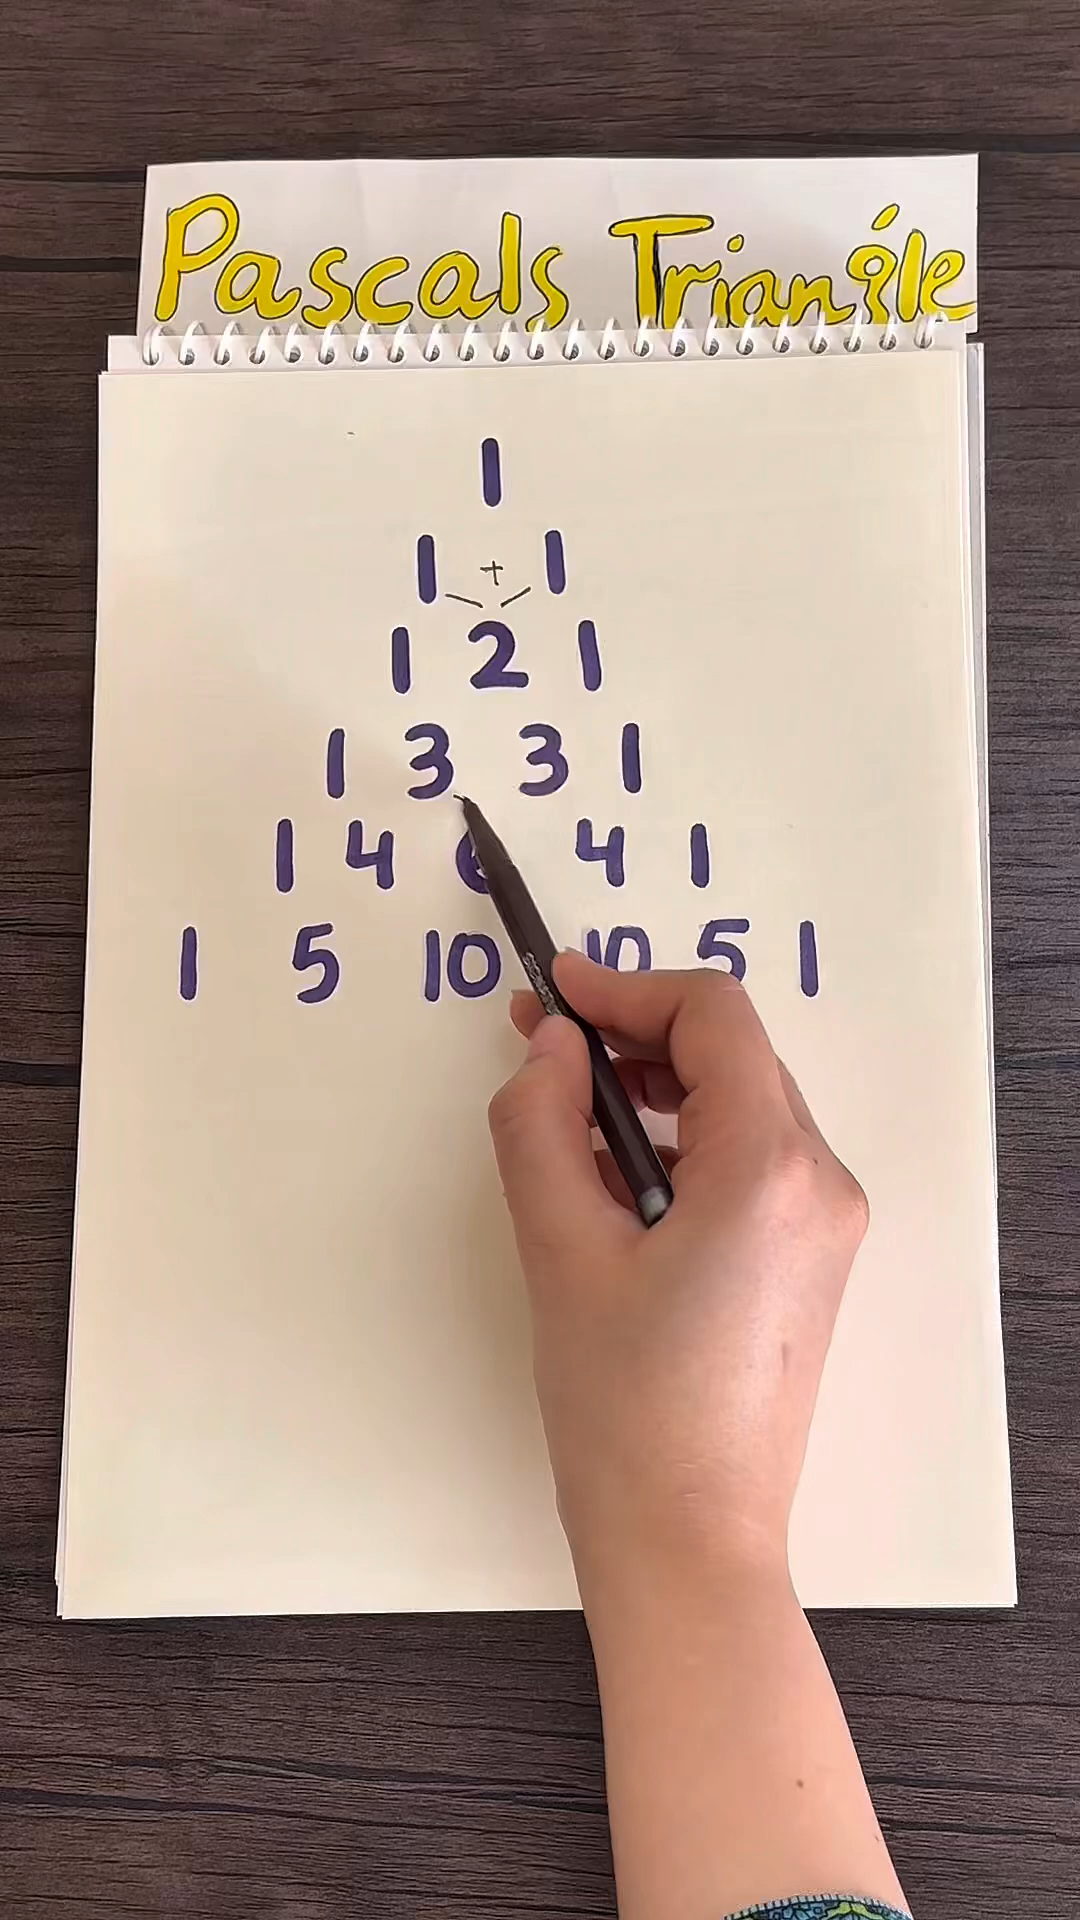 Pascals Triangle
1
1 + 1
1 2 1
1 3 3 1
1 4 6 4 1
1 5 10 10 5 1